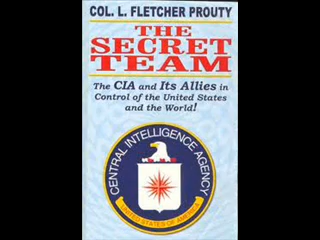 COL. L. FLETCHER PROUTY
THE
SECRET
TEAM
The CIA and Its Allies in
Control of the United States
and the World!
CENTRAL INTELLIGENCE AGENCY
UNITED STATES OF AMERICA